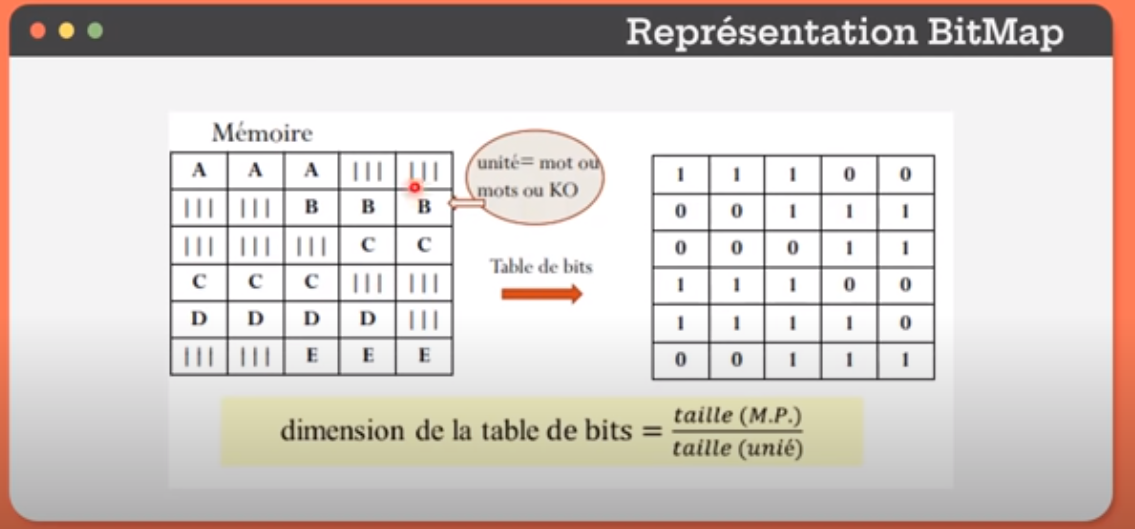 Représentation BitMap
Mémoire
A A A ||| |||
||| ||| B B B
||| ||| ||| C C
C C C ||| |||
D D D D |||
||| ||| E E E
unité= mot ou
mots ou KO
Table de bits
1 1 1 0 0
0 0 1 1 1
0 0 0 1 1
1 1 1 0 0
1 1 1 1 0
0 0 1 1 1
dimension de la table de bits = taille (M.P.) / taille (unié)